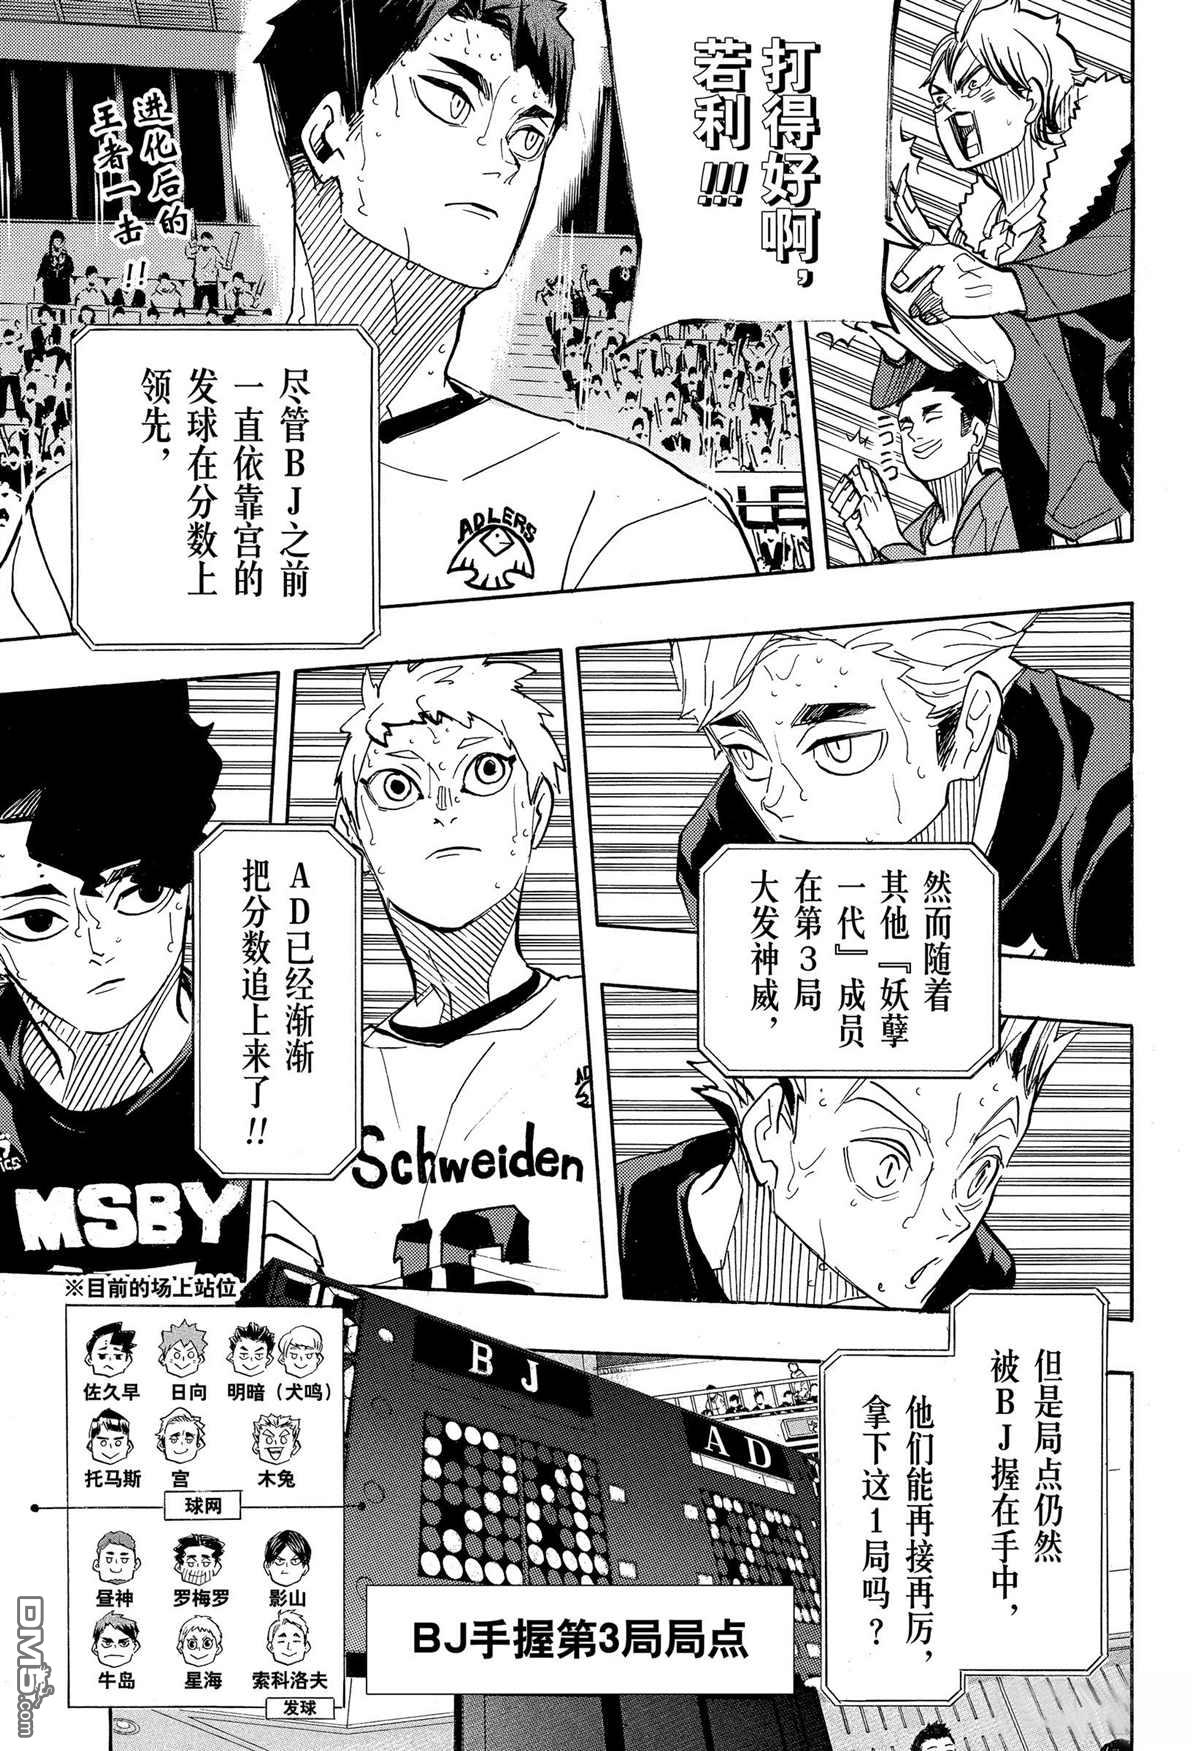 打得好啊，
若利!!!
ニコニコ
进化后的
王者一击!!
ADLERS
LE
尽管BJ之前
一直依靠宫的
发球在分数上
领先，
然而随着
其他『妖孽
一代』成员
在第3局
大发神威，
AD已经渐渐
把分数追上来了!!
Schweiden
MSBY
但是局点仍然
被BJ握在手中，
他们能再接再厉，
拿下这1局吗？
BJ
AD
24
BJ手握第3局局点
※目前的场上站位
佐久早 日向 明暗（犬鸣）
托马斯 宫 木兔
球网
昼神 罗梅罗 影山
牛岛 星海 索科洛夫
发球
DM5.com